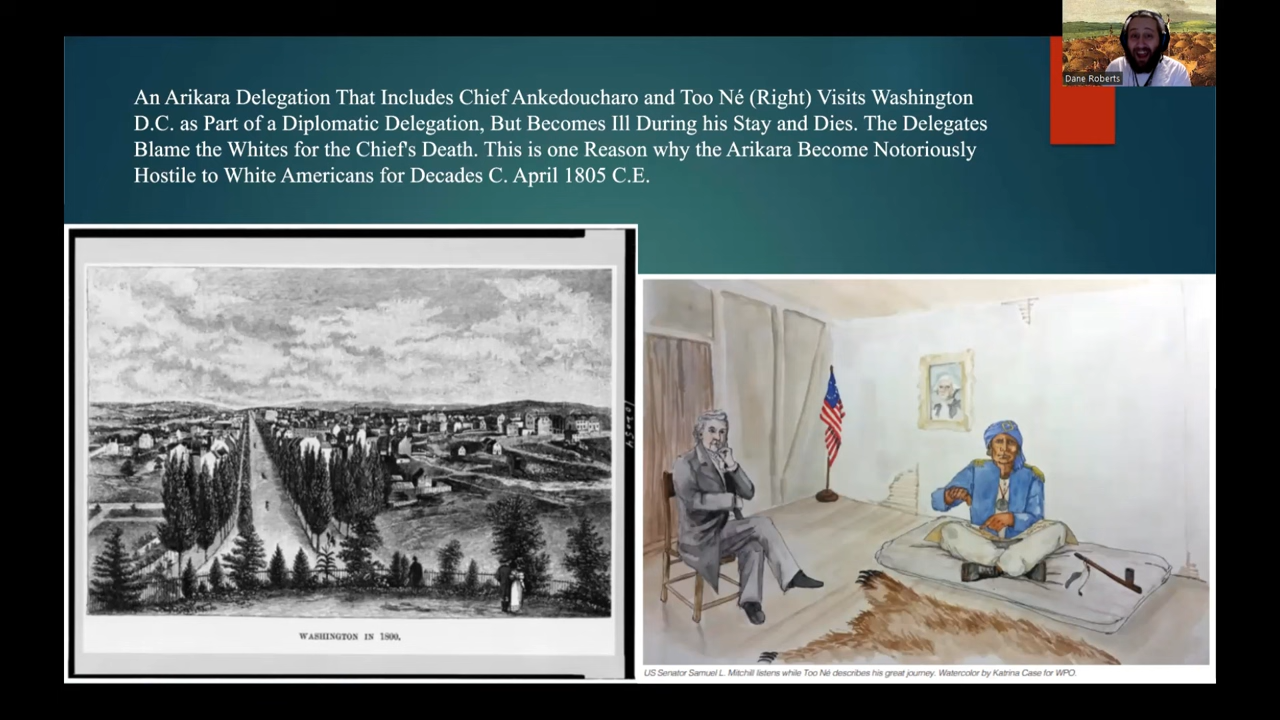 Dane Roberts
An Arikara Delegation That Includes Chief Ankedoucharo and Too Né (Right) Visits Washington
D.C. as Part of a Diplomatic Delegation, But Becomes Ill During his Stay and Dies. The Delegates
Blame the Whites for the Chief's Death. This is one Reason why the Arikara Become Notoriously
Hostile to White Americans for Decades C. April 1805 C.E.
WASHINGTON IN 1800.
US Senator Samuel L. Mitchill listens while Too Né describes his great journey. Watercolor by Katrina Case for WPO.